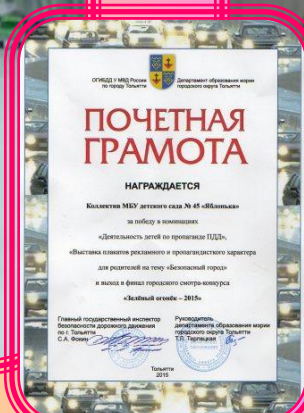 ОГИБДД У МВД России
по городу Тольятти
Департамент образования мэрии
городского округа Тольятти
ПОЧЕТНАЯ
ГРАМОТА
НАГРАЖДАЕТСЯ
Коллектив МБУ детского сада № 45 «Яблонька»
за победу в номинациях
«Деятельность детей по пропаганде ПДД»,
«Выставка плакатов рекламного и пропагандистского характера
для родителей на тему «Безопасный город»
и выход в финал городского смотра-конкурса
«Зелёный огонёк – 2015»
Главный государственный инспектор
безопасности дорожного движения
по г. Тольятти
С.А. Фокин
Руководитель
департамента образования мэрии
городского округа Тольятти
Т.Л. Терлецкая
Тольятти
2015